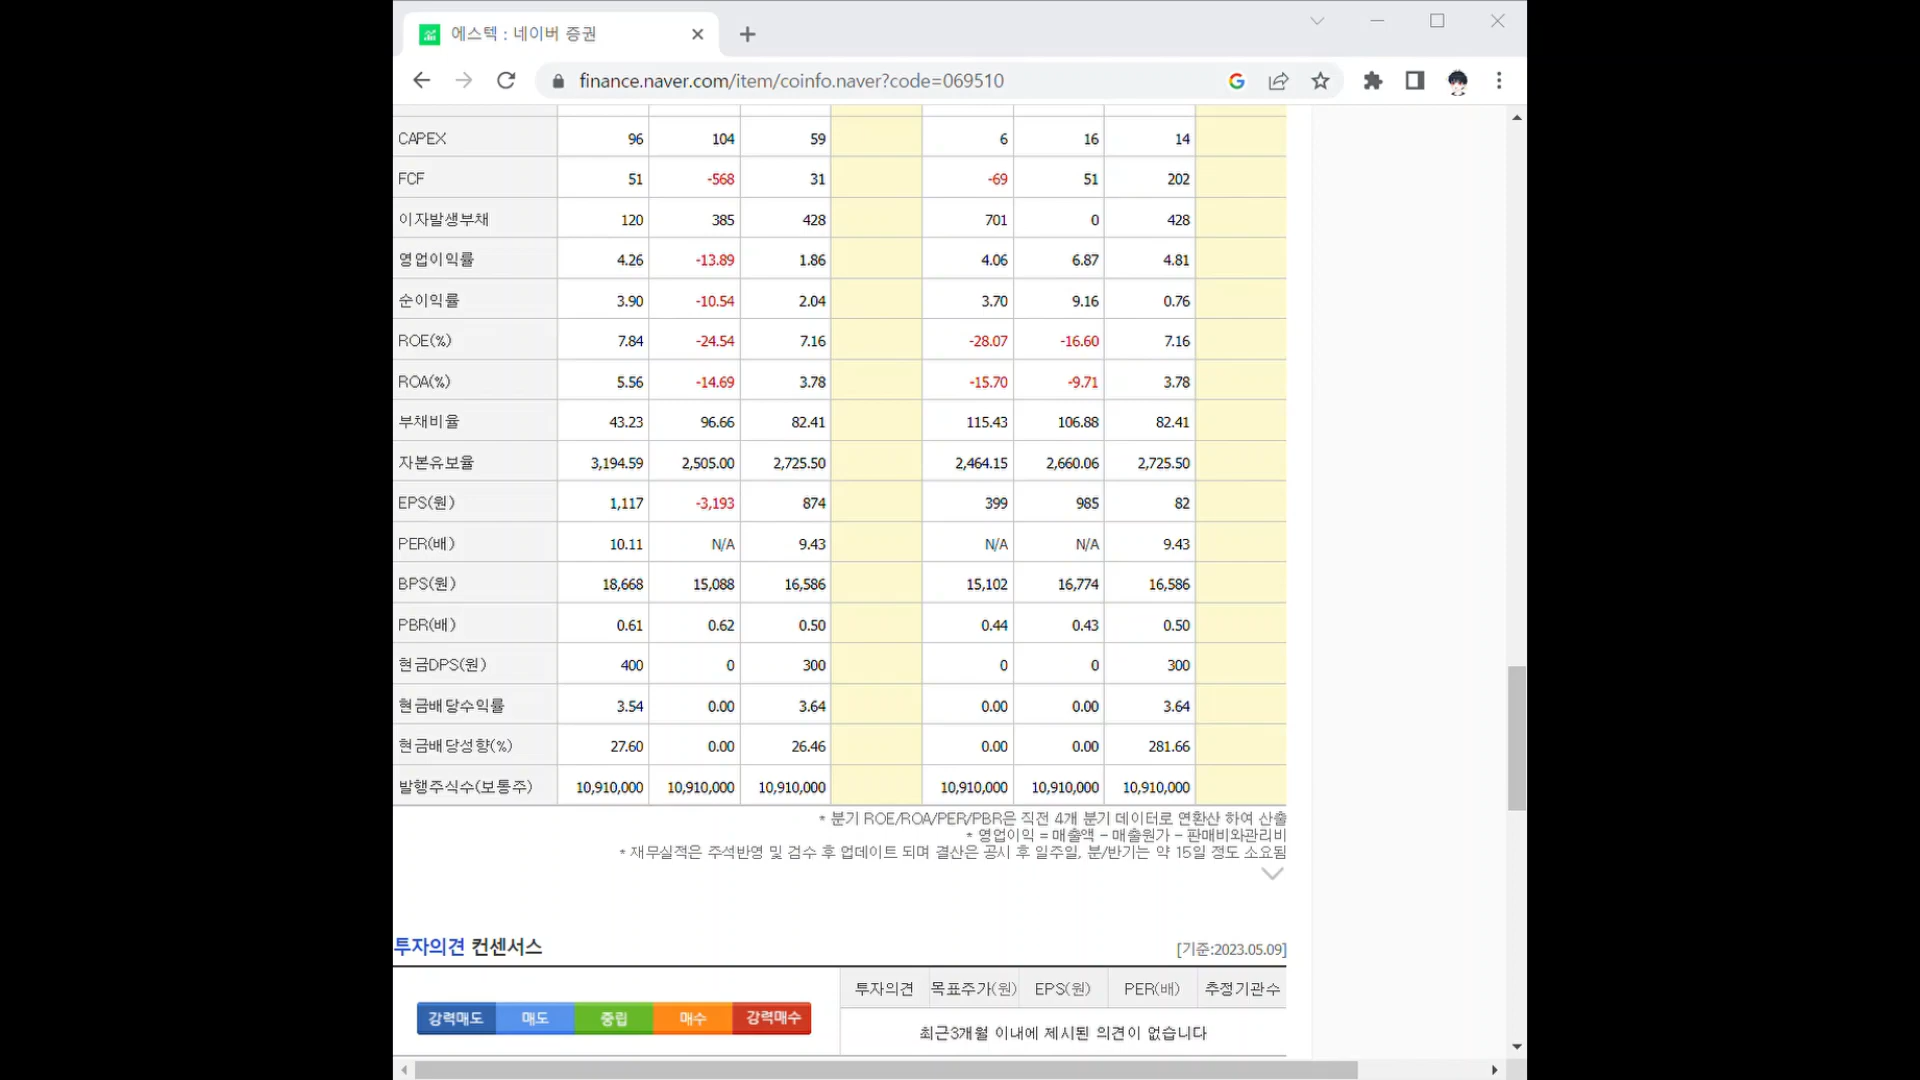 에스텍 : 네이버 증권
finance.naver.com/item/coinfo.naver?code=069510
CAPEX 96 104 59 6 16 14
FCF 51 -568 31 -69 51 202
이자발생부채 120 385 428 701 0 428
영업이익률 4.26 -13.89 1.86 4.06 6.87 4.81
순이익률 3.90 -10.54 2.04 3.70 9.16 0.76
ROE(%) 7.84 -24.54 7.16 -28.07 -16.60 7.16
ROA(%) 5.56 -14.69 3.78 -15.70 -9.71 3.78
부채비율 43.23 96.66 82.41 115.43 106.88 82.41
자본유보율 3,194.59 2,505.00 2,725.50 2,464.15 2,660.06 2,725.50
EPS(원) 1,117 -3,193 874 399 985 82
PER(배) 10.11 N/A 9.43 N/A N/A 9.43
BPS(원) 18,668 15,088 16,586 15,102 16,774 16,586
PBR(배) 0.61 0.62 0.50 0.44 0.43 0.50
현금DPS(원) 400 0 300 0 0 300
현금배당수익률 3.54 0.00 3.64 0.00 0.00 3.64
현금배당성향(%) 27.60 0.00 26.46 0.00 0.00 281.66
발행주식수(보통주) 10,910,000 10,910,000 10,910,000 10,910,000 10,910,000 10,910,000
* 분기 ROE/ROA/PER/PBR은 직전 4개 분기 데이터로 연환산 하여 산출
* 영업이익 = 매출액 - 매출원가 - 판매비와관리비
* 재무실적은 주석반영 및 검수 후 업데이트 되며 결산은 공시 후 일주일, 분/반기는 약 15일 정도 소요됨
투자의견 컨센서스 [기준:2023.05.09]
투자의견 목표주가(원) EPS(원) PER(배) 추정기관수
강력매도 매도 중립 매수 강력매수
최근3개월 이내에 제시된 의견이 없습니다